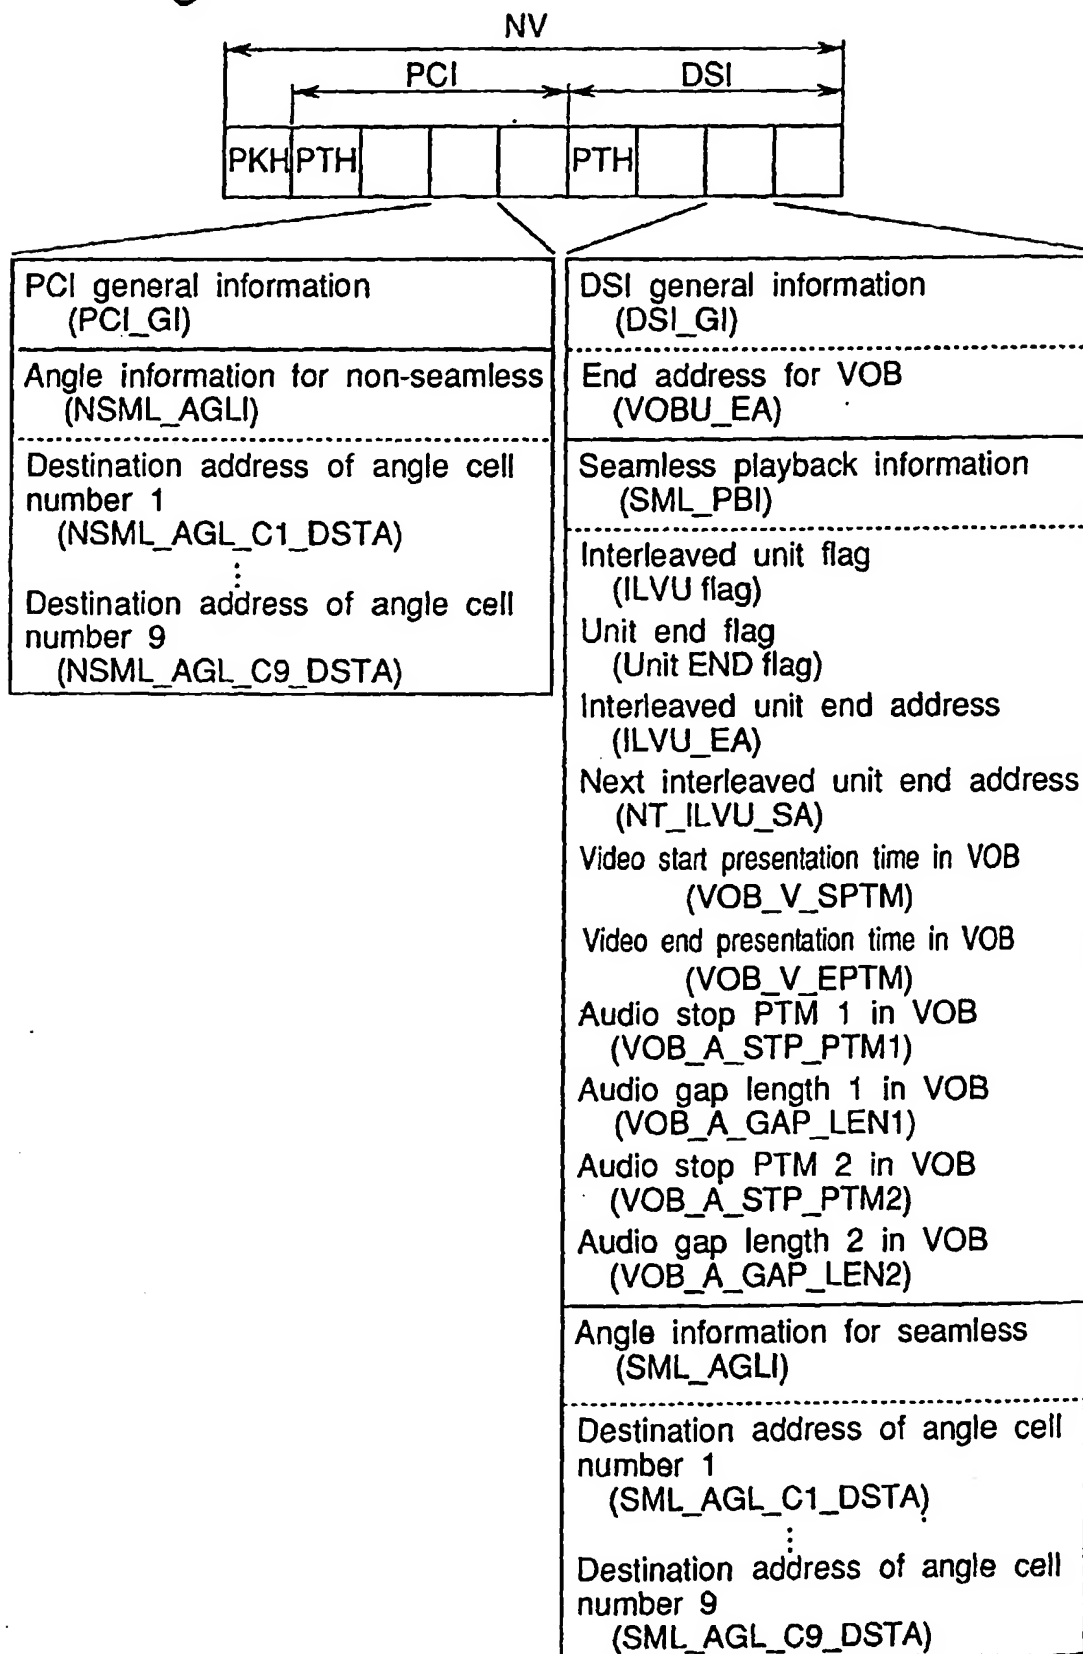 NV
PCI
DSI
PKH PTH PTH
PCI general information
(PCI_GI)
Angle information for non-seamless
(NSML_AGLI)
Destination address of angle cell
number 1
(NSML_AGL_C1_DSTA)
⋮
Destination address of angle cell
number 9
(NSML_AGL_C9_DSTA)
DSI general information
(DSI_GI)
End address for VOB
(VOBU_EA)
Seamless playback information
(SML_PBI)
Interleaved unit flag
(ILVU flag)
Unit end flag
(Unit END flag)
Interleaved unit end address
(ILVU_EA)
Next interleaved unit end address
(NT_ILVU_SA)
Video start presentation time in VOB
(VOB_V_SPTM)
Video end presentation time in VOB
(VOB_V_EPTM)
Audio stop PTM 1 in VOB
(VOB_A_STP_PTM1)
Audio gap length 1 in VOB
(VOB_A_GAP_LEN1)
Audio stop PTM 2 in VOB
(VOB_A_STP_PTM2)
Audio gap length 2 in VOB
(VOB_A_GAP_LEN2)
Angle information for seamless
(SML_AGLI)
Destination address of angle cell
number 1
(SML_AGL_C1_DSTA)
⋮
Destination address of angle cell
number 9
(SML_AGL_C9_DSTA)